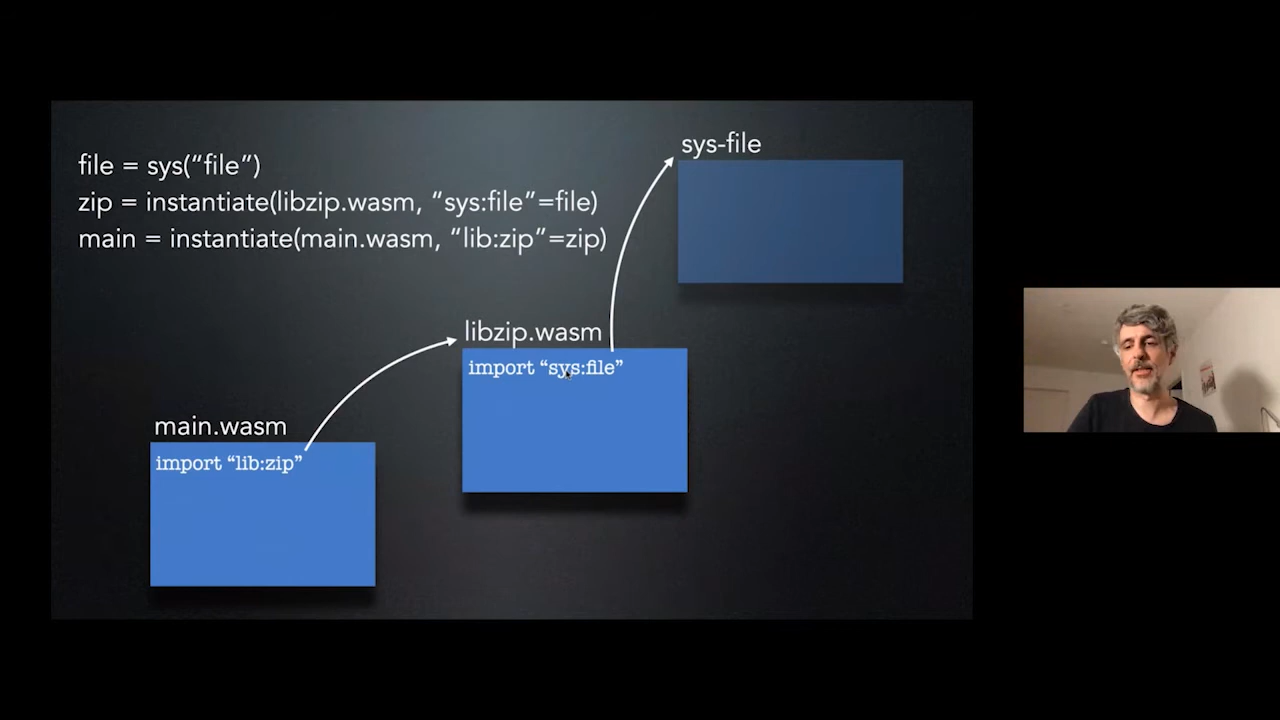 file = sys(“file”)
zip = instantiate(libzip.wasm, “sys:file”=file)
main = instantiate(main.wasm, “lib:zip”=zip)
sys-file
libzip.wasm
import “sys:file”
main.wasm
import “lib:zip”